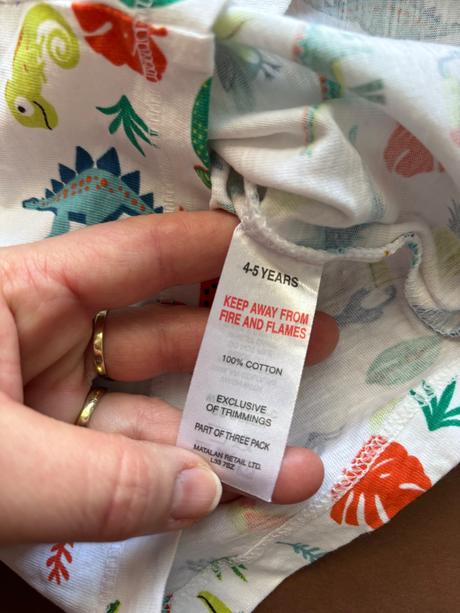 4-5 YEARS
KEEP AWAY FROM
FIRE AND FLAMES
100% COTTON
EXCLUSIVE
OF TRIMMINGS
PART OF THREE PACK
MATALAN RETAIL LTD.
L33 7SZ